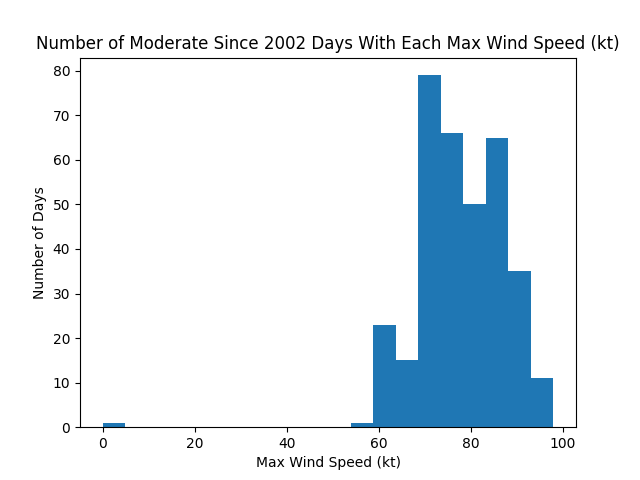 Number of Moderate Since 2002 Days With Each Max Wind Speed (kt)
80
70
60
50
40
30
20
10
0
Number of Days
0 20 40 60 80 100
Max Wind Speed (kt)